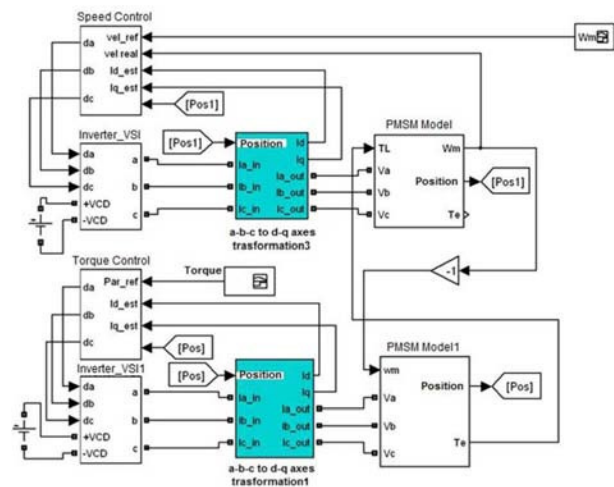 Speed Control
da
db
dc
vel_ref
vel real
Id_est
Iq_est
[Pos1]
Wm
Inverter_VSI
da
db
dc
+VCD
-VCD
a
b
c
[Pos1]
Position
Ia_in
Ib_in
Ic_in
Id
Iq
Ia_out
Ib_out
Ic_out
a-b-c to d-q axes
trasformation3
PMSM Model
TL
Va
Vb
Vc
Wm
Position
Te
[Pos1]
-1
Torque Control
da
db
dc
Par_ref
Id_est
Iq_est
Torque
[Pos]
Inverter_VSI1
da
db
dc
+VCD
-VCD
a
b
c
[Pos]
Position
Ia_in
Ib_in
Ic_in
Id
Iq
Ia_out
Ib_out
Ic_out
a-b-c to d-q axes
trasformation1
PMSM Model1
wm
Va
Vb
Vc
Position
Te
[Pos]